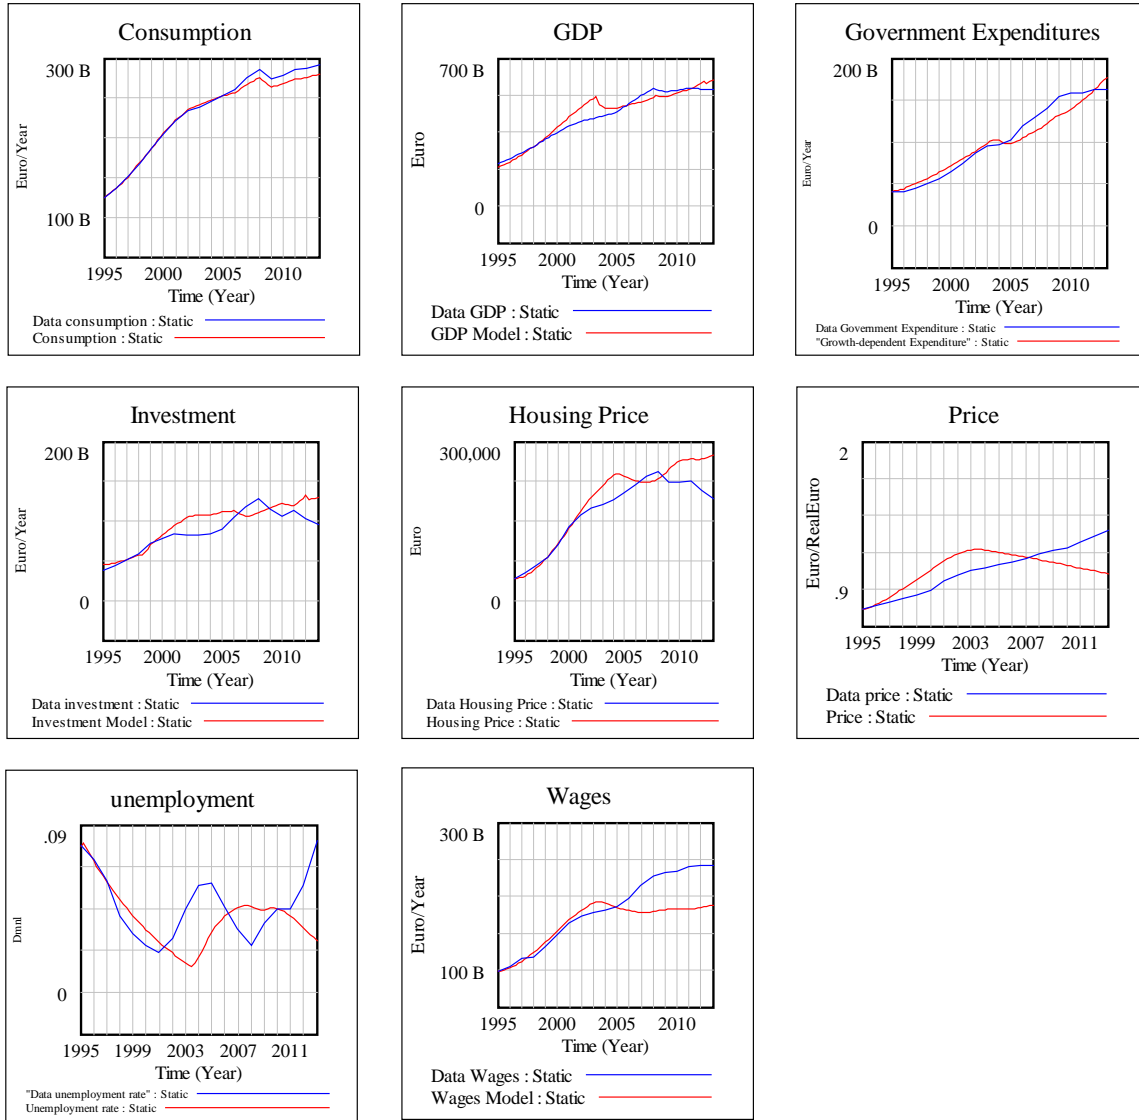 Consumption
300 B
Euro/Year
100 B
1995 2000 2005 2010
Time (Year)
Data consumption : Static
Consumption : Static
GDP
700 B
Euro
0
1995 2000 2005 2010
Time (Year)
Data GDP : Static
GDP Model : Static
Government Expenditures
200 B
Euro/Year
0
1995 2000 2005 2010
Time (Year)
Data Government Expenditure : Static
"Growth-dependent Expenditure" : Static
Investment
200 B
Euro/Year
0
1995 2000 2005 2010
Time (Year)
Data investment : Static
Investment Model : Static
Housing Price
300,000
Euro
0
1995 2000 2005 2010
Time (Year)
Data Housing Price : Static
Housing Price : Static
Price
2
Euro/RealEuro
.9
1995 1999 2003 2007 2011
Time (Year)
Data price : Static
Price : Static
unemployment
.09
Dmnl
0
1995 1999 2003 2007 2011
Time (Year)
"Data unemployment rate" : Static
Unemployment rate : Static
Wages
300 B
Euro/Year
100 B
1995 2000 2005 2010
Time (Year)
Data Wages : Static
Wages Model : Static